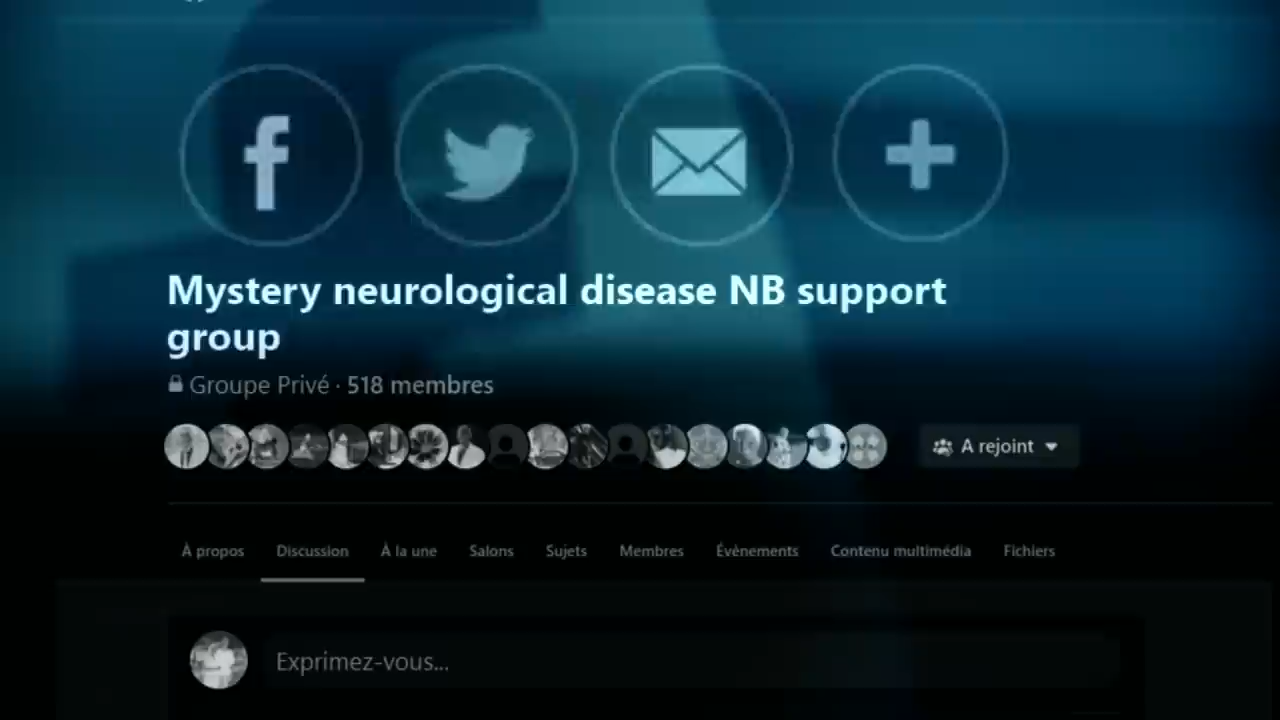 Mystery neurological disease NB support
group
Groupe Privé · 518 membres
A rejoint
À propos Discussion À la une Salons Sujets Membres Évènements Contenu multimédia Fichiers
Exprimez-vous...